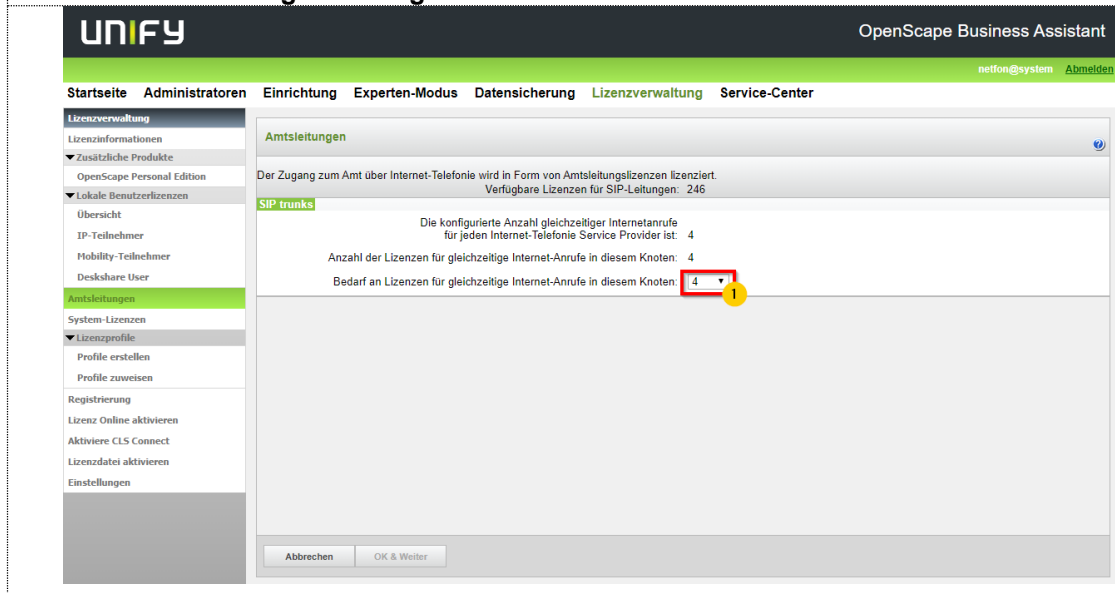 UNIFY
OpenScape Business Assistant
netfon@system Abmelden
Startseite Administratoren Einrichtung Experten-Modus Datensicherung Lizenzverwaltung Service-Center
Lizenzverwaltung
Lizenzinformationen
Zusätzliche Produkte
OpenScape Personal Edition
Lokale Benutzerlizenzen
Übersicht
IP-Teilnehmer
Mobility-Teilnehmer
Deskshare User
Amtsleitungen
System-Lizenzen
Lizenzprofile
Profile erstellen
Profile zuweisen
Registrierung
Lizenz Online aktivieren
Aktiviere CLS Connect
Lizenzdatei aktivieren
Einstellungen
Amtsleitungen
Der Zugang zum Amt über Internet-Telefonie wird in Form von Amtsleitungslizenzen lizenziert.
Verfügbare Lizenzen für SIP-Leitungen: 246
SIP trunks
Die konfigurierte Anzahl gleichzeitiger Internetanrufe
für jeden Internet-Telefonie Service Provider ist: 4
Anzahl der Lizenzen für gleichzeitige Internet-Anrufe in diesem Knoten: 4
Bedarf an Lizenzen für gleichzeitige Internet-Anrufe in diesem Knoten: 4
1
Abbrechen OK & Weiter